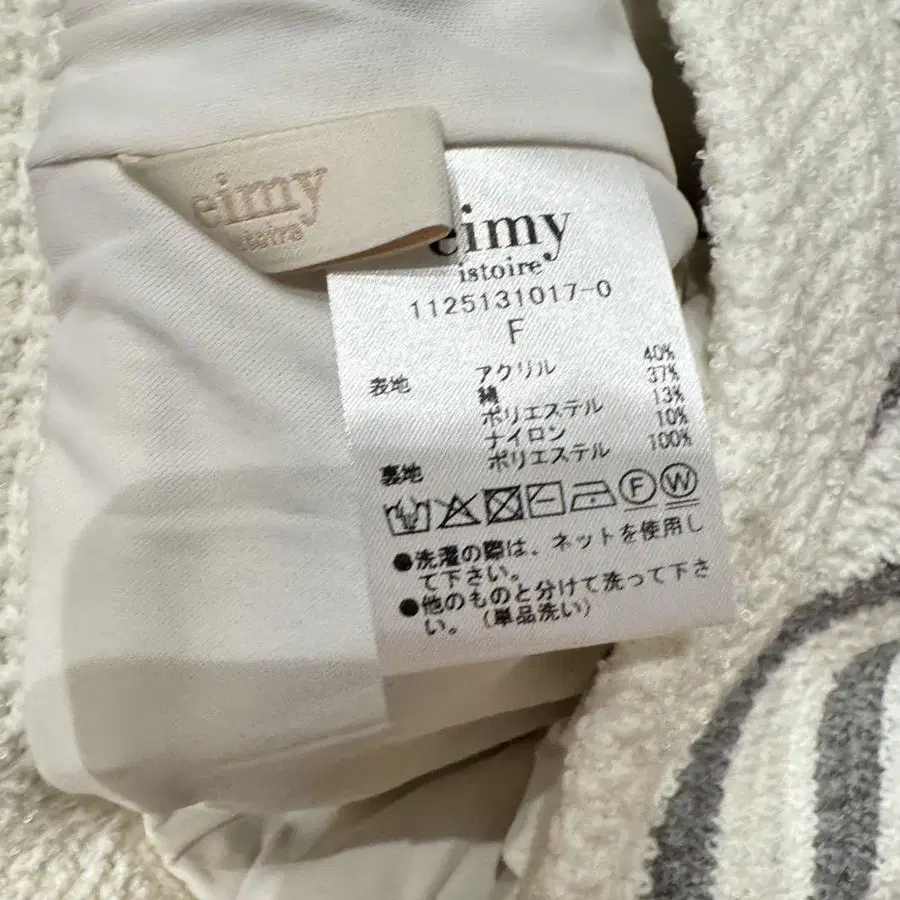 eimy
istoire
eimy
istoire
1125131017-0
F
表地 アクリル 40%
綿 37%
ポリエステル 13%
ナイロン 10%
裏地 ポリエステル 100%
F W
●洗濯の際は、ネットを使用し
て下さい。
●他のものと分けて洗って下さ
い。（単品洗い）